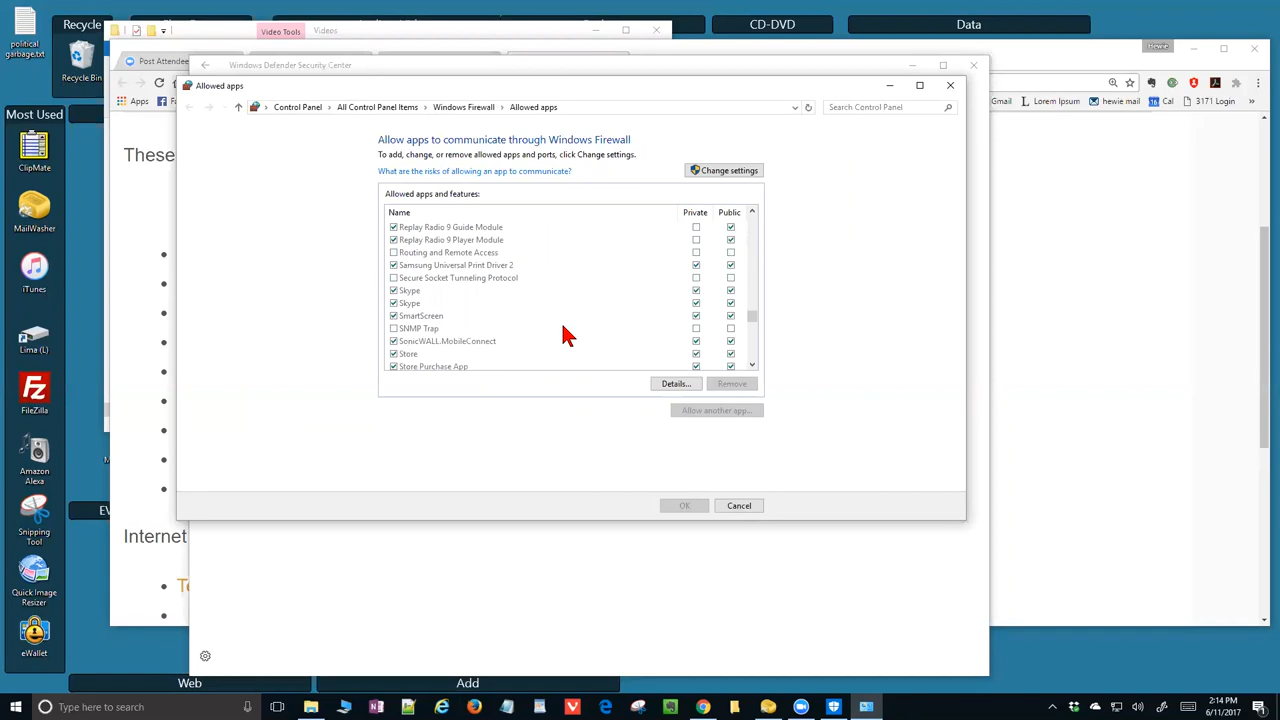 political
garbage.txt
Recycle
Recycle Bin
CD-DVD
Data
Video Tools
Videos
Hewie
Post Attendee
Windows Defender Security Center
Allowed apps
Apps
Control Panel
All Control Panel Items
Windows Firewall
Allowed apps
Search Control Panel
Gmail
Lorem Ipsum
hewie mail
16
Cal
3171 Login
»
Most Used
ClipMate
MailWasher
iTunes
Lima (L)
FileZilla
Amazon
Alexa
Snipping
Tool
Quick Image
Resizer
eWallet
These
Internet
Allow apps to communicate through Windows Firewall
To add, change, or remove allowed apps and ports, click Change settings.
What are the risks of allowing an app to communicate?
Change settings
Allowed apps and features:
Name Private Public
Replay Radio 9 Guide Module
Replay Radio 9 Player Module
Routing and Remote Access
Samsung Universal Print Driver 2
Secure Socket Tunneling Protocol
Skype
Skype
SmartScreen
SNMP Trap
SonicWALL.MobileConnect
Store
Store Purchase App
Details...
Remove
Allow another app...
OK
Cancel
Web
Add
Type here to search
2:14 PM
6/11/2017